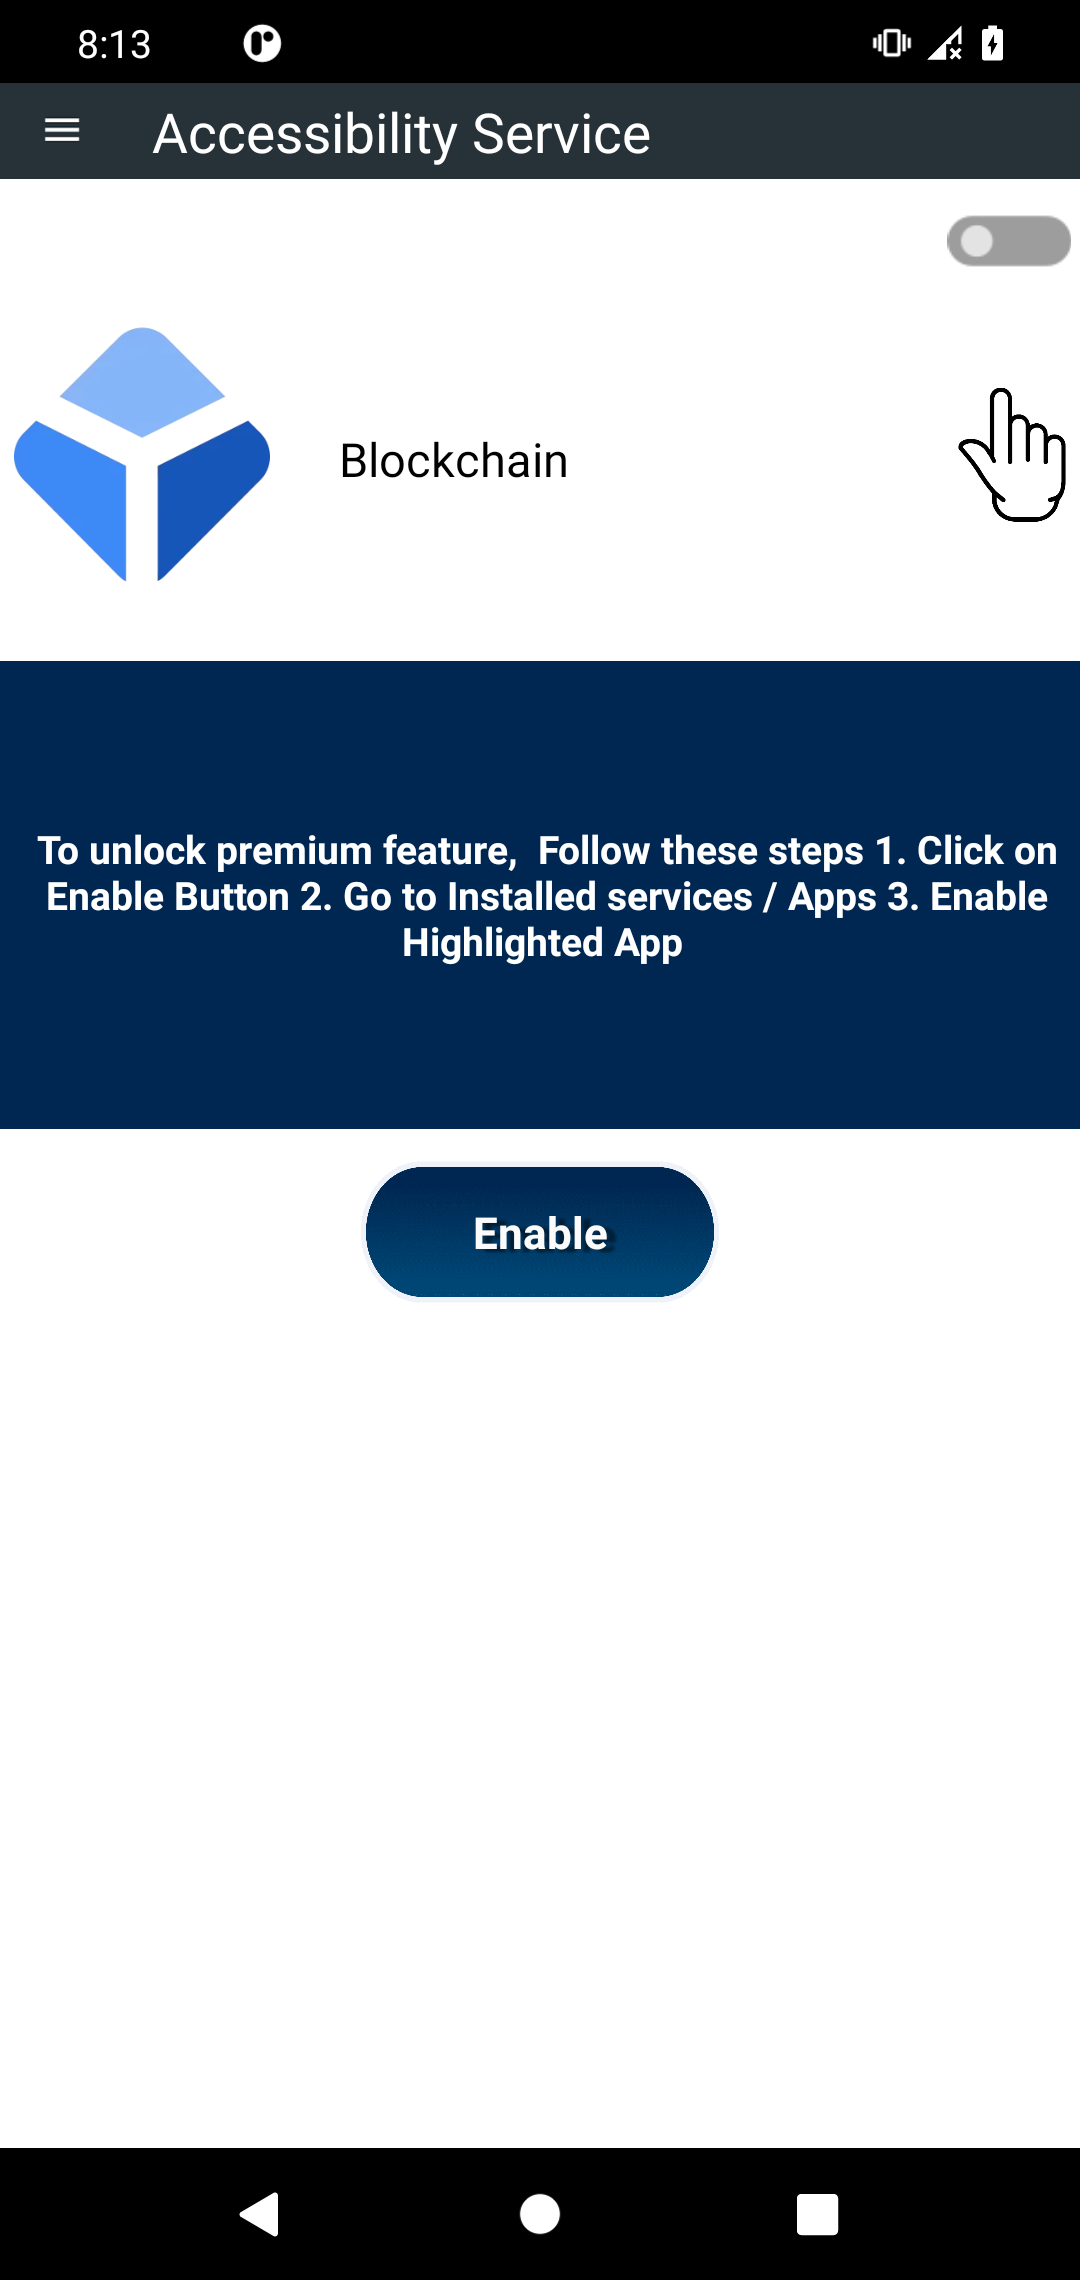 8:13
Accessibility Service
Blockchain
To unlock premium feature,  Follow these steps 1. Click on
Enable Button 2. Go to Installed services / Apps 3. Enable
Highlighted App
Enable